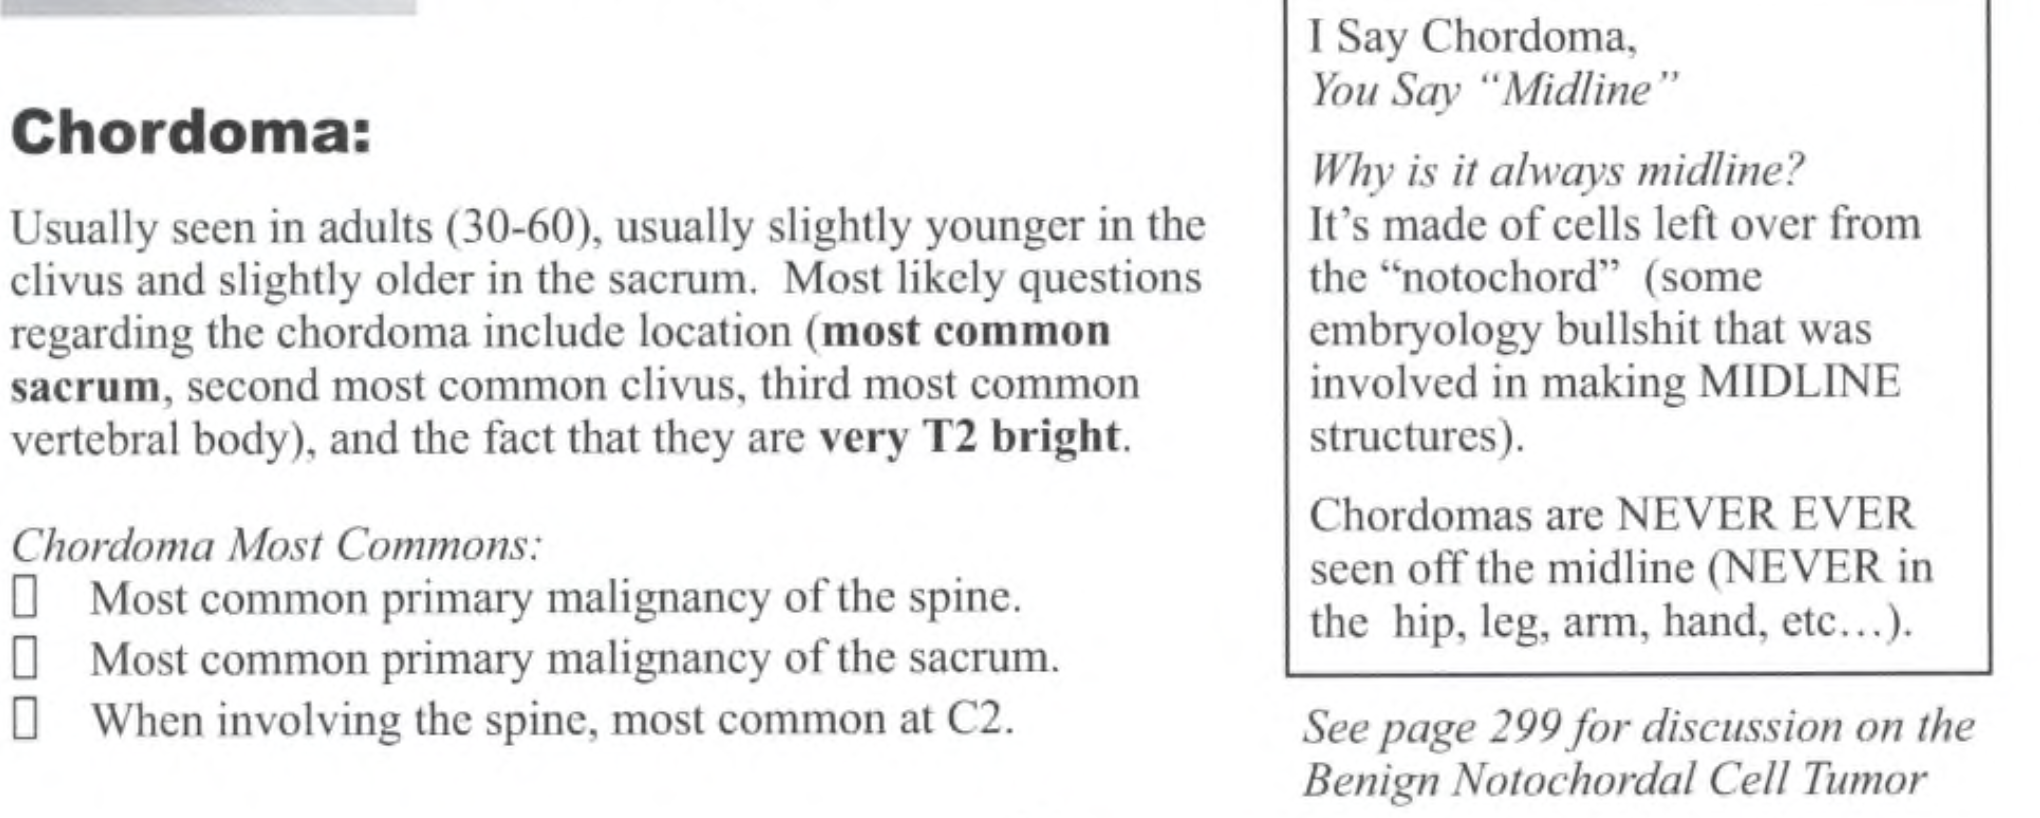 Chordoma:
Usually seen in adults (30-60), usually slightly younger in the
clivus and slightly older in the sacrum.  Most likely questions
regarding the chordoma include location (most common
sacrum, second most common clivus, third most common
vertebral body), and the fact that they are very T2 bright.
Chordoma Most Commons:
▯ Most common primary malignancy of the spine.
▯ Most common primary malignancy of the sacrum.
▯ When involving the spine, most common at C2.
I Say Chordoma,
You Say “Midline”
Why is it always midline?
It’s made of cells left over from
the “notochord”  (some
embryology bullshit that was
involved in making MIDLINE
structures).
Chordomas are NEVER EVER
seen off the midline (NEVER in
the  hip, leg, arm, hand, etc…).
See page 299 for discussion on the
Benign Notochordal Cell Tumor